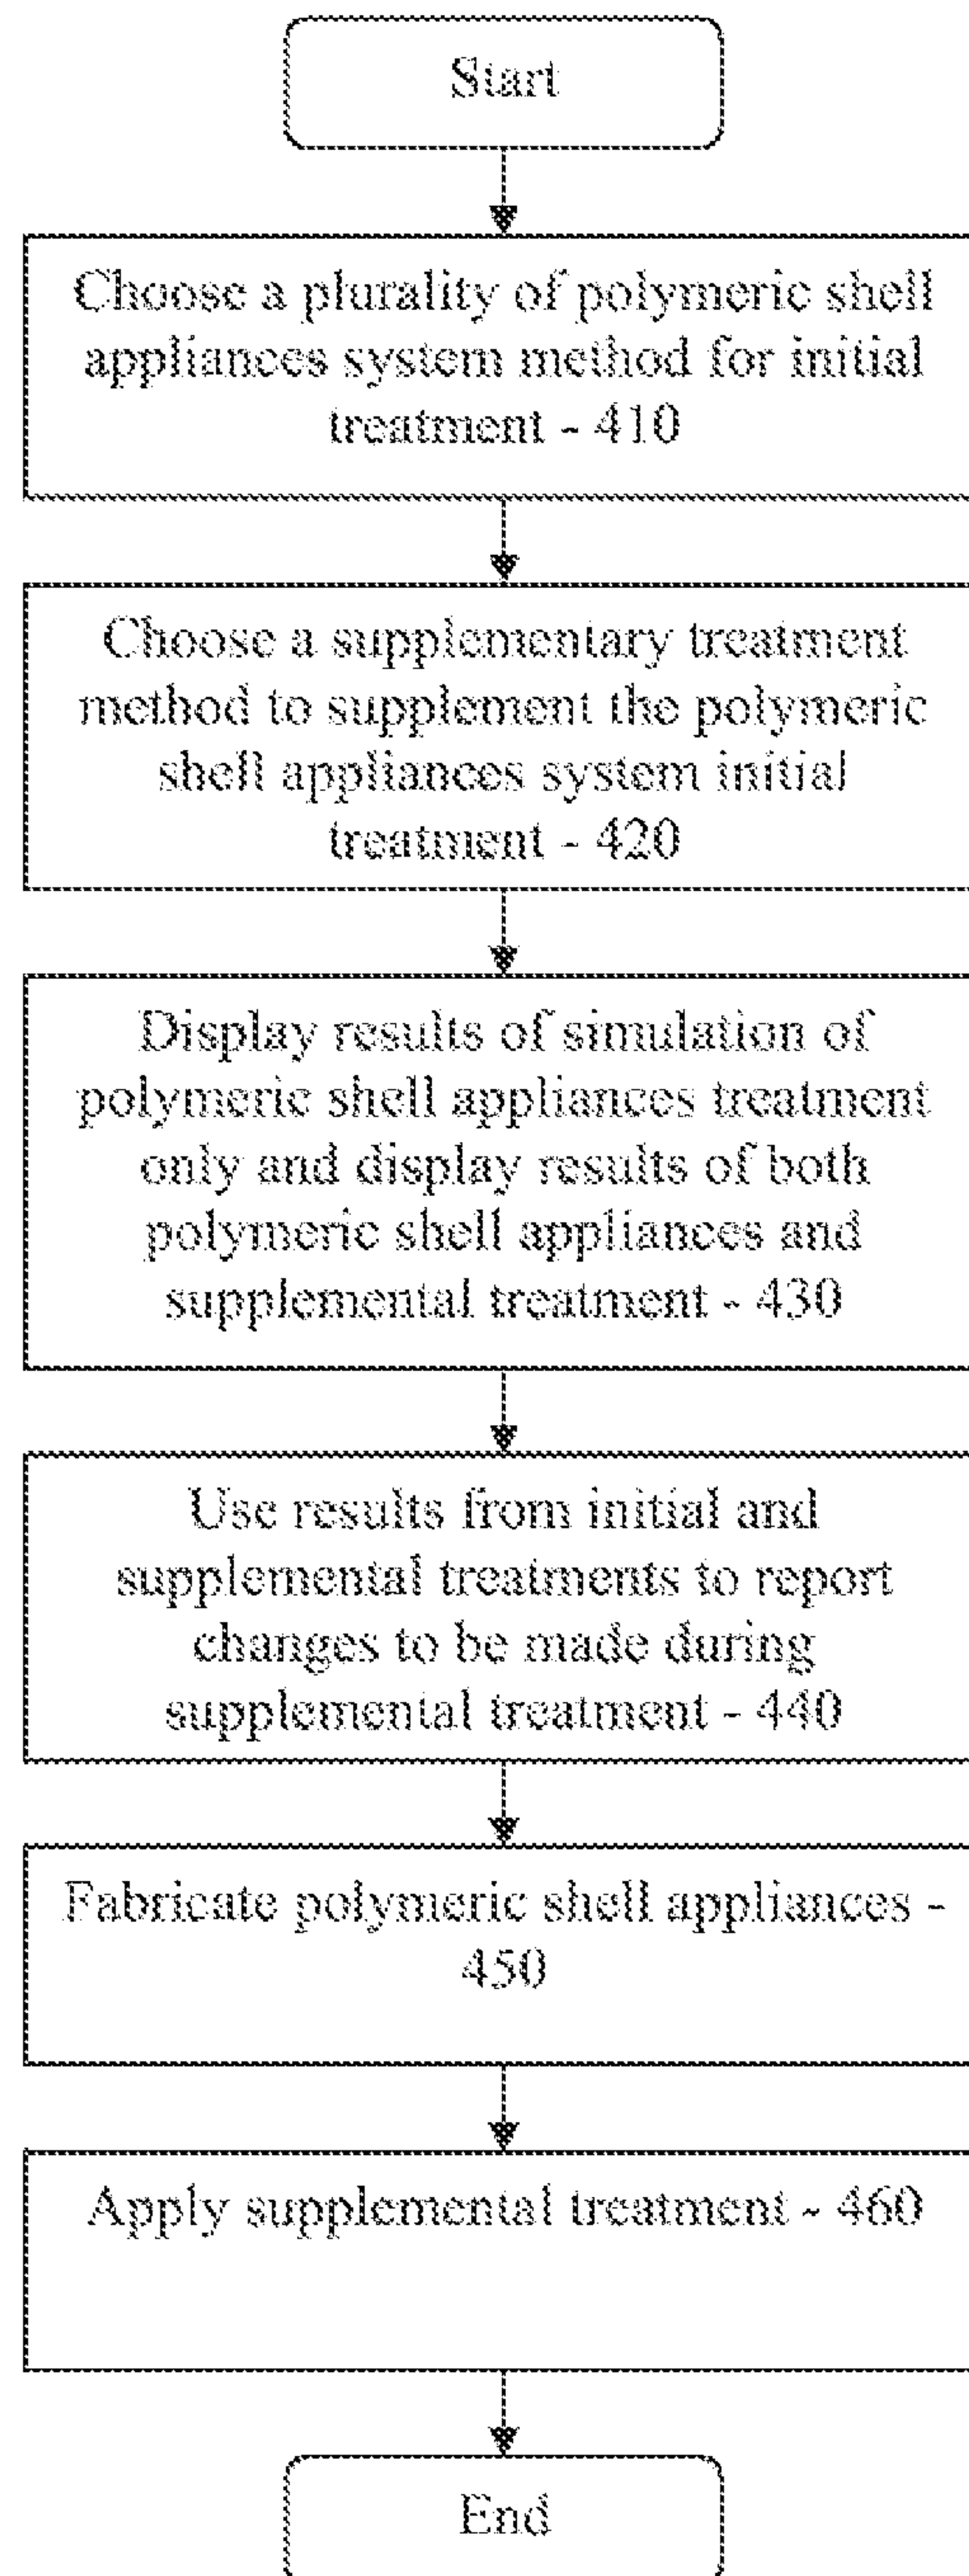 Start
Choose a plurality of polymeric shell
appliances system method for initial
treatment - 410
Choose a supplementary treatment
method to supplement the polymeric
shell appliances system initial
treatment - 420
Display results of simulation of
polymeric shell appliances treatment
only and display results of both
polymeric shell appliances and
supplemental treatment - 430
Use results from initial and
supplemental treatments to report
changes to be made during
supplemental treatment - 440
Fabricate polymeric shell appliances -
450
Apply supplemental treatment - 460
End